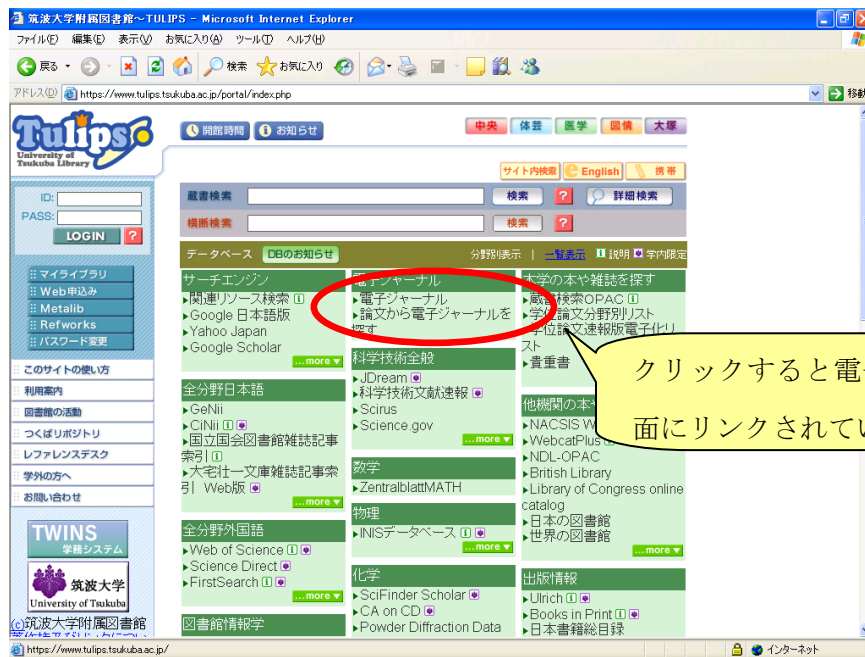 筑波大学附属図書館~TULIPS - Microsoft Internet Explorer
ファイル(F) 編集(E) 表示(V) お気に入り(A) ツール(T) ヘルプ(H)
戻る 検索 お気に入り
アドレス(D) https://www.tulips.tsukuba.ac.jp/portal/index.php 移動
Tulips
University of
Tsukuba Library
開館時間 お知らせ
中央 体芸 医学 図情 大塚
サイト内検索 English 携帯
ID:
PASS:
LOGIN ?
マイライブラリ
Web申込み
Metalib
Refworks
パスワード変更
このサイトの使い方
利用案内
図書館の活動
つくばリポジトリ
レファレンスデスク
学外の方へ
お問い合わせ
TWINS
学務システム
筑波大学
University of Tsukuba
(c)筑波大学附属図書館
蔵書検索 検索 ? 詳細検索
横断検索 検索 ?
データベース DBのお知らせ 分野別表示 | 一覧表示 i 説明 学内限定
サーチエンジン
関連リソース検索 i
Google 日本語版
Yahoo Japan
Google Scholar
...more
全分野日本語
GeNii
CiNii i
国立国会図書館雑誌記事
索引 i
大宅壮一文庫雑誌記事索
引 Web版
...more
全分野外国語
Web of Science i
Science Direct
FirstSearch i
...more
図書館情報学
電子ジャーナル
電子ジャーナル
論文から電子ジャーナルを
探す
科学技術全般
JDream
科学技術文献速報
Scirus
Science.gov
...more
数学
ZentralblattMATH
物理
INISデータベース i
...more
化学
SciFinder Scholar
CA on CD
Powder Diffraction Data
本学の本や雑誌を探す
蔵書検索OPAC i
学位論文分野別リスト
学位論文速報版電子化リ
スト
貴重書
他機関の本や
NACSIS W
WebcatPlus
NDL-OPAC
British Library
Library of Congress online
catalog
日本の図書館
世界の図書館
...more
出版情報
Ulrich i
Books in Print i
日本書籍総目録
クリックすると電
面にリンクされてい
https://www.tulips.tsukuba.ac.jp/ インターネット